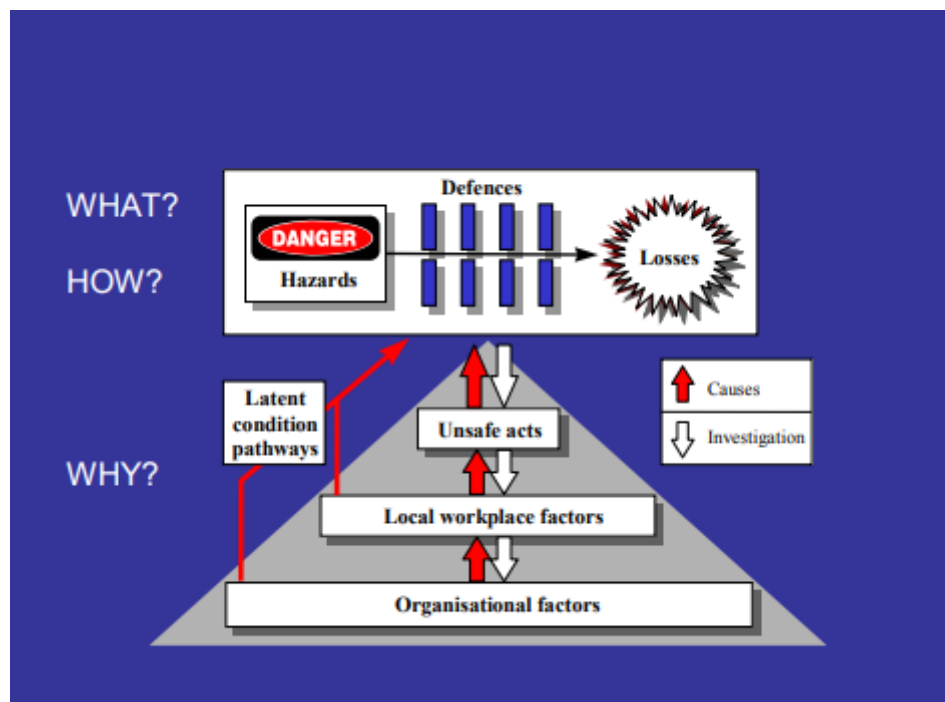 WHAT?
HOW?
WHY?
Defences
DANGER
Hazards
Losses
Latent
condition
pathways
Unsafe acts
Local workplace factors
Organisational factors
Causes
Investigation